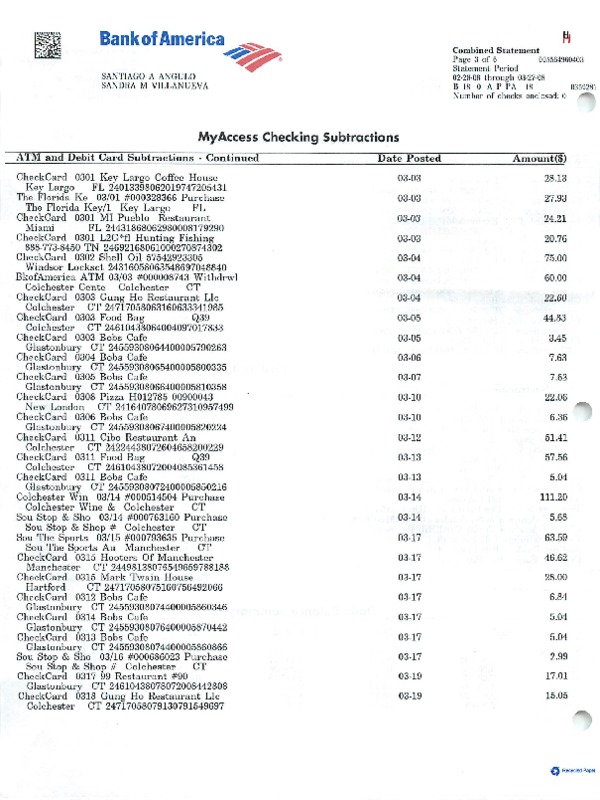 Bank of America
SANTIAGO A ANGULO
SANDRA M VILLANUEVA
H
Combined Statement
Page 3 of 6 005554960403
Statement Period
02-28-08 through 03-27-08
B 18 0 A P PA 18
Number of checks enclosed: 0
MyAccess Checking Subtractions
ATM and Debit Card Subtractions - Continued Date Posted Amount($)
CheckCard 0301 Key Largo Coffee House 03-03 28.13
Key Largo FL 24013398062019747205431
The Florida Ke 03/01 #000328366 Purchase 03-03 27.93
The Florida Key/1 Key Largo FL
CheckCard 0301 MI Pueblo Restaurant 03-03 24.21
Miami FL 24431868062980008179290
CheckCard 0301 L2G*fl Hunting Fishing 03-03 20.76
888-773-8450 TN 24692168061000270874302
CheckCard 0302 Shell Oil 57542923305 03-04 75.00
Windsor Lockset 24316058063548697048840
BkofAmerica ATM 03/03 #000008743 Withdrwl 03-04 60.00
Colchester Cente Colchester CT
CheckCard 0303 Gung Ho Restaurant Llc 03-04 22.60
Colchester CT 24717058063160633341985
CheckCard 0303 Food Bag Q39 03-05 44.83
Colchester CT 24610438064004097017833
CheckCard 0303 Bobs Cafe 03-05 3.45
Glastonbury CT 24559308064400005790263
CheckCard 0304 Bobs Cafe 03-06 7.63
Glastonbury CT 24559308065400005800335
CheckCard 0305 Bobs Cafe 03-07 7.53
Glastonbury CT 24559308066400005810358
CheckCard 0308 Pizza H012785 00900043 03-10 22.06
New London CT 24164078069627310957499
CheckCard 0306 Bobs Cafe 03-10 6.36
Glastonbury CT 24559308067400005820224
CheckCard 0311 Cibo Restaurant An 03-12 51.41
Colchester CT 24224438072604658200229
CheckCard 0311 Food Bag Q39 03-13 57.56
Colchester CT 24610438072004085361458
CheckCard 0311 Bobs Cafe 03-13 5.04
Glastonbury CT 24559308072400005850216
Colchester Win 03/14 #000514504 Purchase 03-14 111.20
Colchester Wine & Colchester CT
Sou Stop & Sho 03/14 #000763160 Purchase 03-14 5.68
Sou Stop & Shop # Colchester CT
Sou The Sports 03/15 #000793635 Purchase 03-17 63.59
Sou The Sports Au Manchester CT
CheckCard 0315 Hooters Of Manchester 03-17 46.62
Manchester CT 24498138076549659788188
CheckCard 0315 Mark Twain House 03-17 28.00
Hartford CT 24717058075160756492066
CheckCard 0312 Bobs Cafe 03-17 6.84
Glastonbury CT 24559308074400005860346
CheckCard 0314 Bobs Cafe 03-17 5.04
Glastonbury CT 24559308076400005870442
CheckCard 0313 Bobs Cafe 03-17 5.04
Glastonbury CT 24559308074400005860866
Sou Stop & Sho 03/16 #000686023 Purchase 03-17 2.99
Sou Stop & Shop # Colchester CT
CheckCard 0317 99 Restaurant #90 03-19 17.01
Glastonbury CT 24610438078072008442808
CheckCard 0318 Gung Ho Restaurant Llc 03-19 15.05
Colchester CT 24717058079130791549697
Recycled Paper